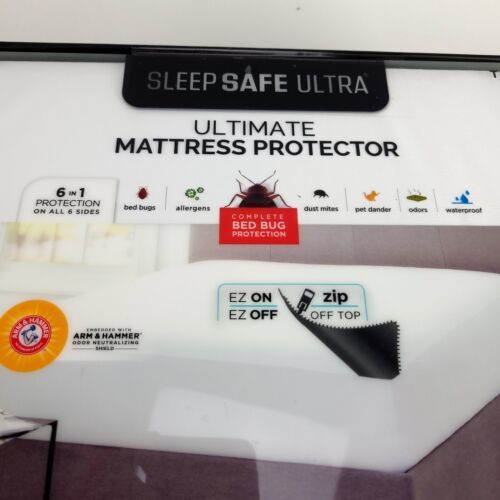 SLEEP SAFE ULTRA
ULTIMATE
MATTRESS PROTECTOR
6 IN 1
PROTECTION
ON ALL 6 SIDES
bed bugs
allergens
COMPLETE
BED BUG
PROTECTION
dust mites
pet dander
odors
waterproof
EZ ON
EZ OFF
zip
OFF TOP
ARM & HAMMER
EMBEDDED WITH
ARM & HAMMER™
ODOR NEUTRALIZING
SHIELD